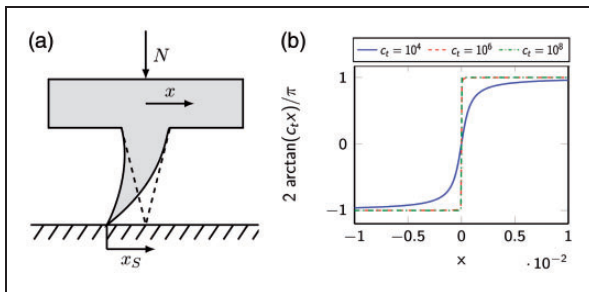 (a)
N
x
x_S
(b)
c_t = 10^4 c_t = 10^6 c_t = 10^8
2 arctan(c_t x)/π
1
0
−1
−1 −0.5 0 0.5 1
x
·10^−2